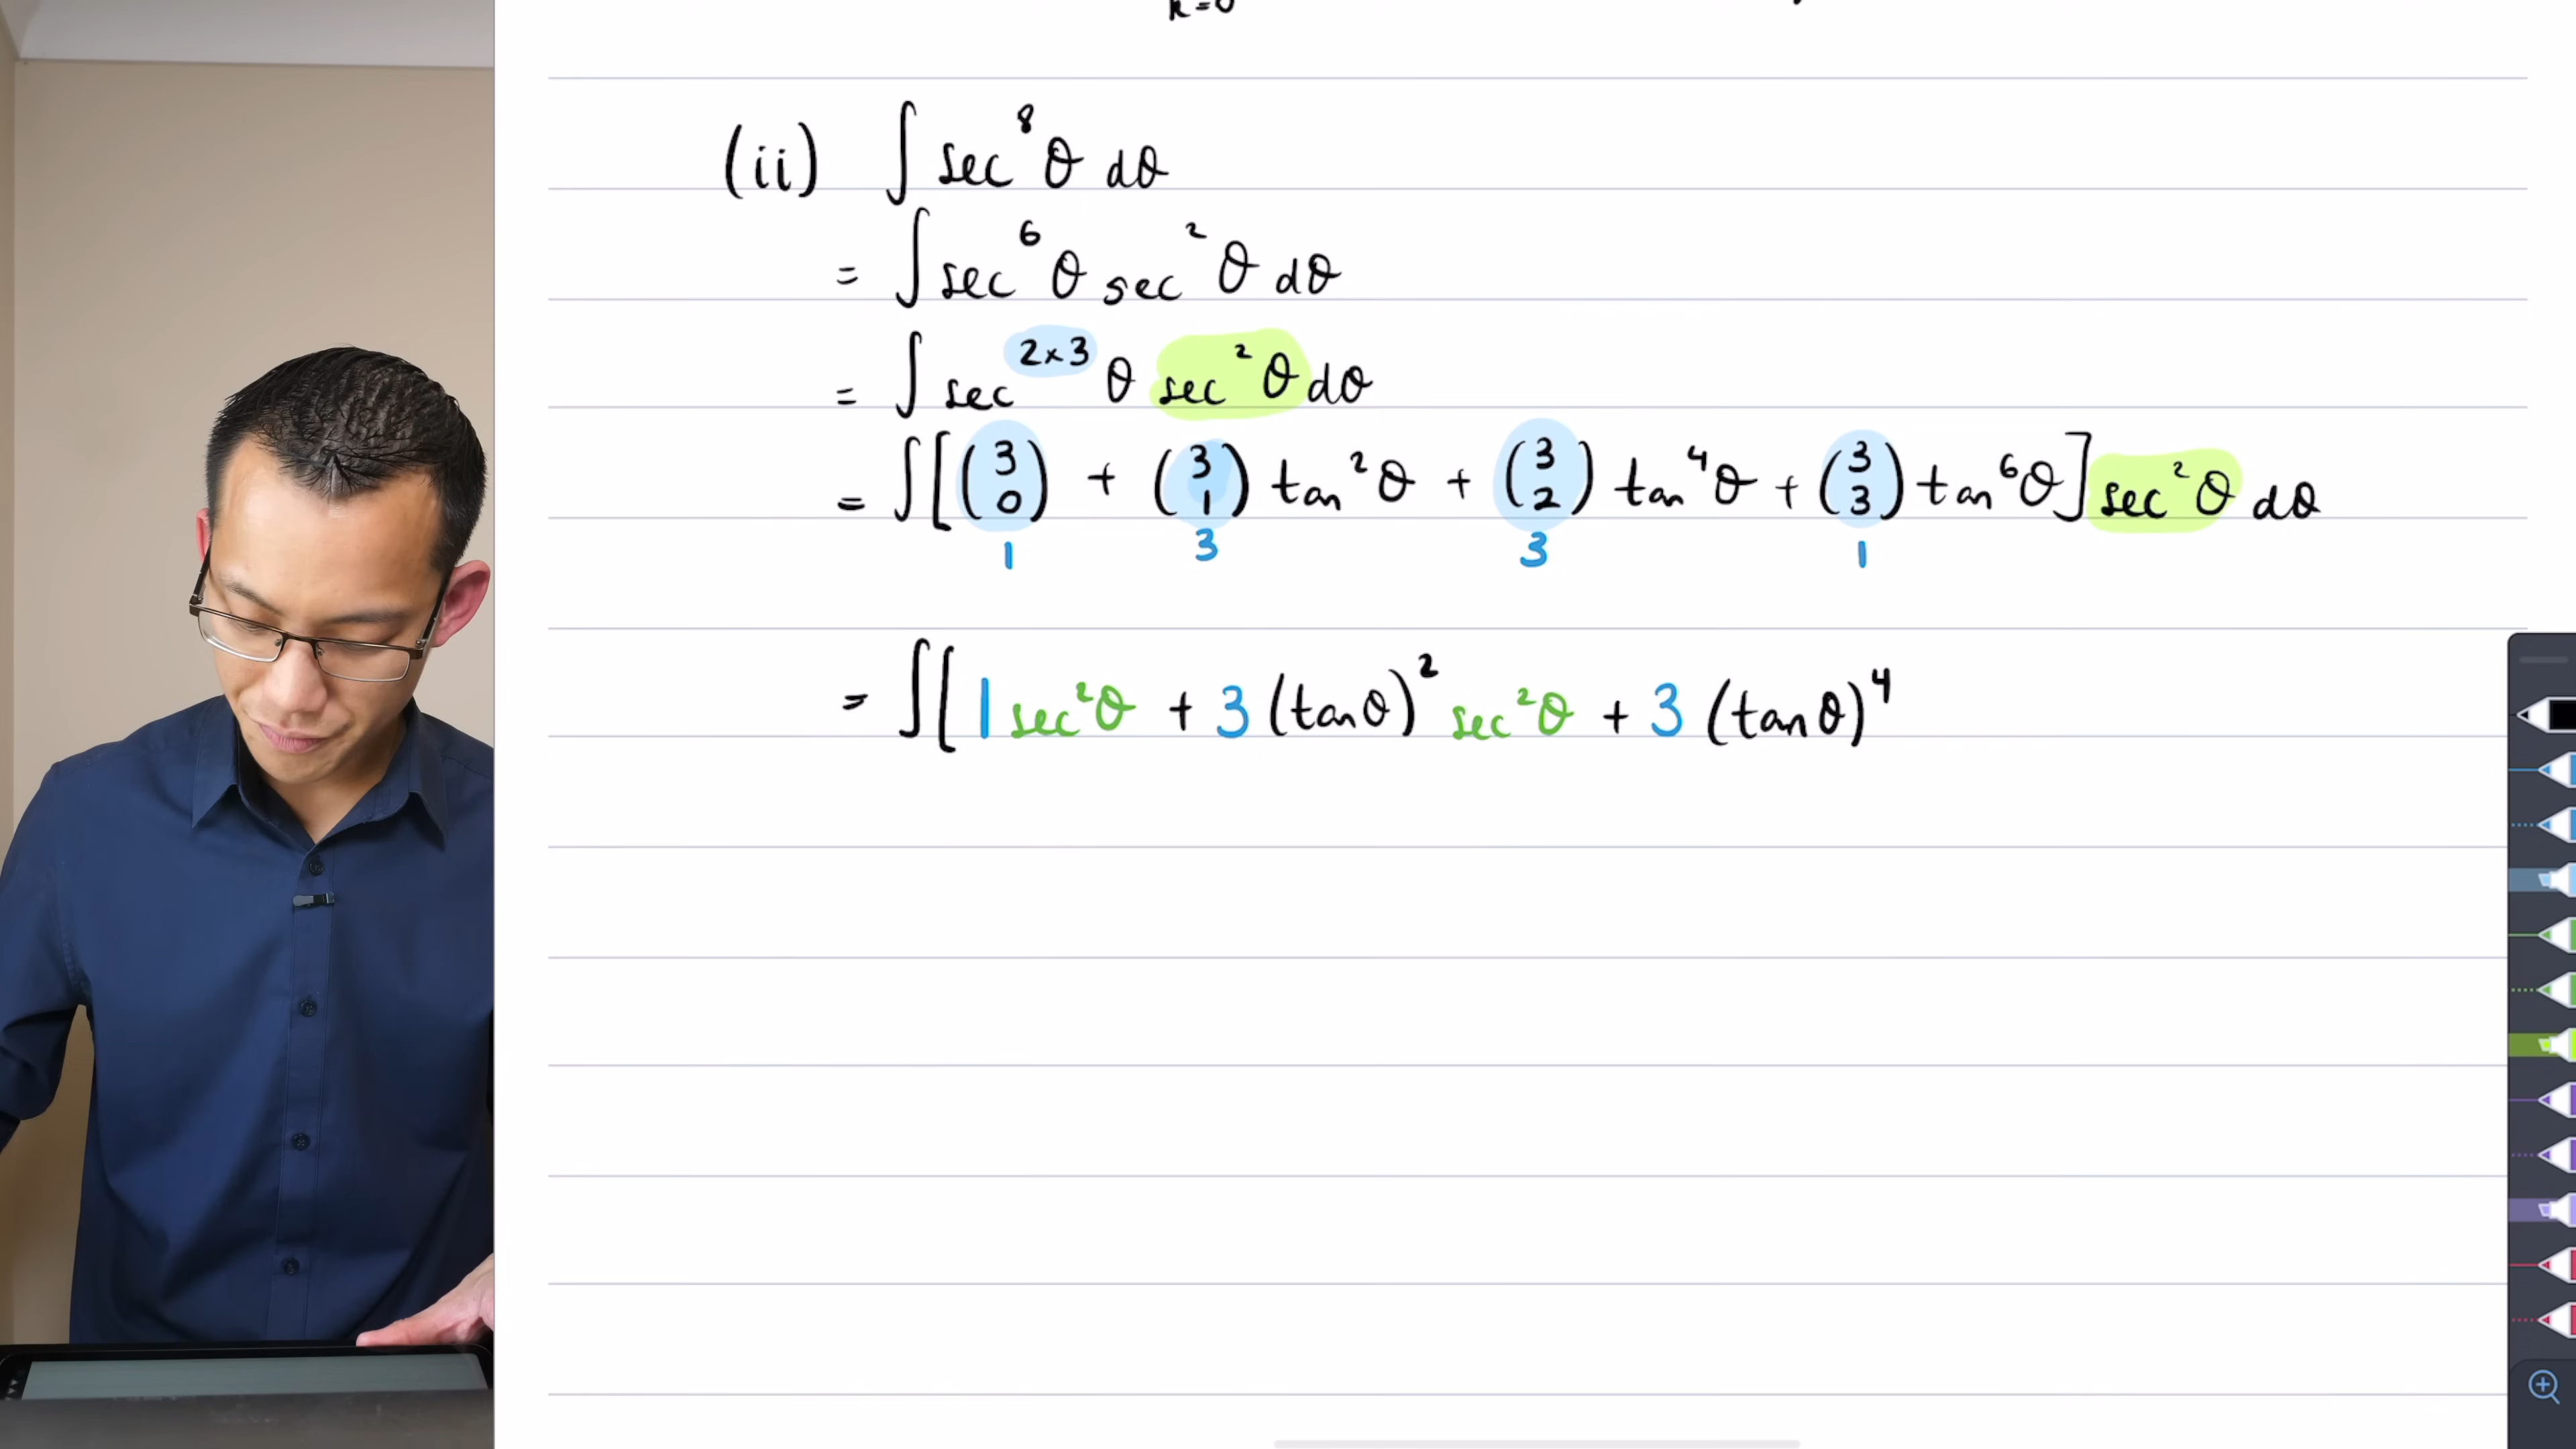 k=0
(ii) ∫ sec⁸θ dθ
= ∫ sec⁶θ sec²θ dθ
= ∫ sec^(2×3) θ sec²θ dθ
= ∫[(3 0) + (3 1) tan²θ + (3 2) tan⁴θ + (3 3) tan⁶θ] sec²θ dθ
1 3 3 1
= ∫[1 sec²θ + 3 (tanθ)² sec²θ + 3 (tanθ)⁴